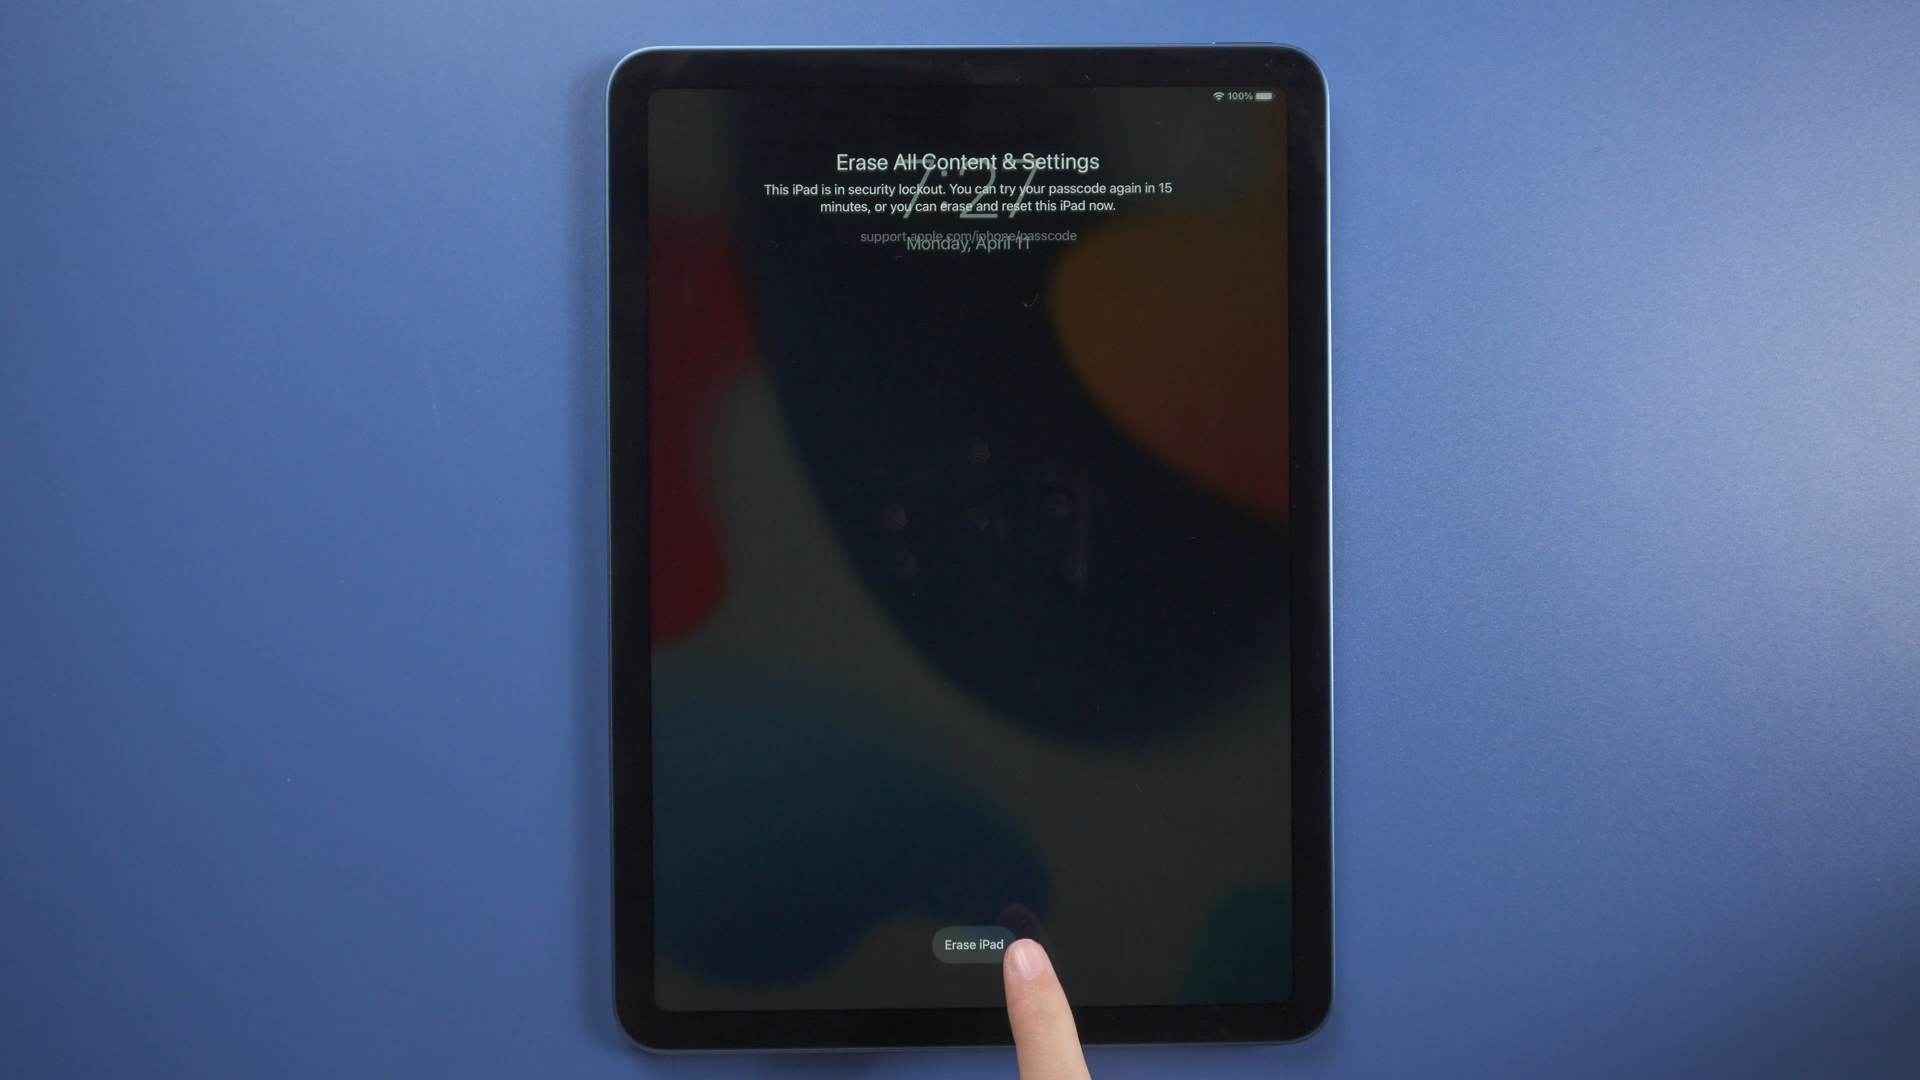 100%
Erase All Content & Settings
7:27
This iPad is in security lockout. You can try your passcode again in 15
minutes, or you can erase and reset this iPad now.
support.apple.com/iphone/passcode
Monday, April 11
Erase iPad